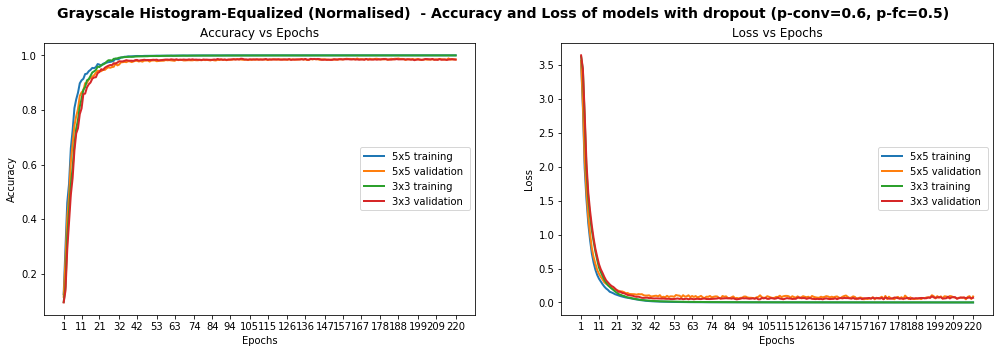 Grayscale Histogram-Equalized (Normalised)  - Accuracy and Loss of models with dropout (p-conv=0.6, p-fc=0.5)
Accuracy vs Epochs
1.0
0.8
0.6
0.4
0.2
Accuracy
5x5 training
5x5 validation
3x3 training
3x3 validation
1 11 21 32 42 53 63 74 84 94 105 115 126 136 147 157 167 178 188 199 209 220
Epochs
Loss vs Epochs
3.5
3.0
2.5
2.0
1.5
1.0
0.5
0.0
Loss
5x5 training
5x5 validation
3x3 training
3x3 validation
1 11 21 32 42 53 63 74 84 94 105 115 126 136 147 157 167 178 188 199 209 220
Epochs